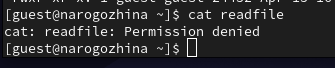 [guest@narogozhina ~]$ cat readfile
cat: readfile: Permission denied
[guest@narogozhina ~]$